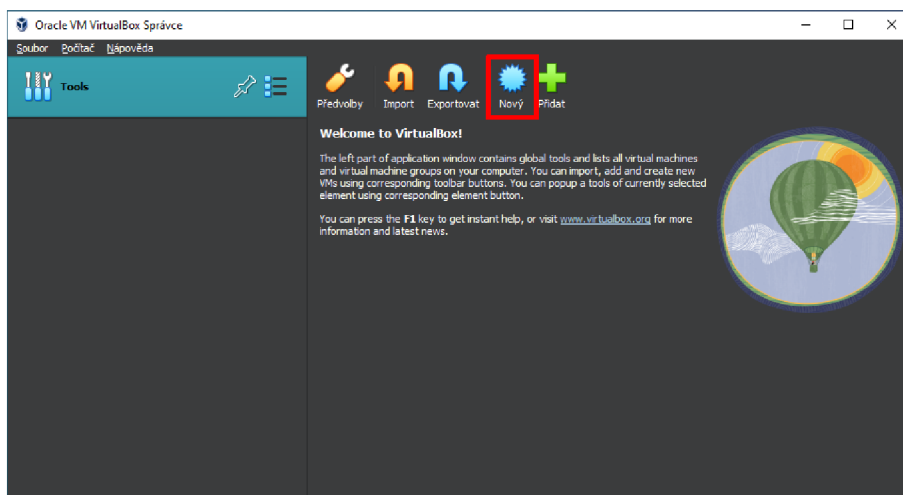 Oracle VM VirtualBox Správce
Soubor Počítač Nápověda
Tools
Předvolby Import Exportovat Nový Přidat
Welcome to VirtualBox!
The left part of application window contains global tools and lists all virtual machines
and virtual machine groups on your computer. You can import, add and create new
VMs using corresponding toolbar buttons. You can popup a tools of currently selected
element using corresponding element button.
You can press the F1 key to get instant help, or visit www.virtualbox.org for more
information and latest news.